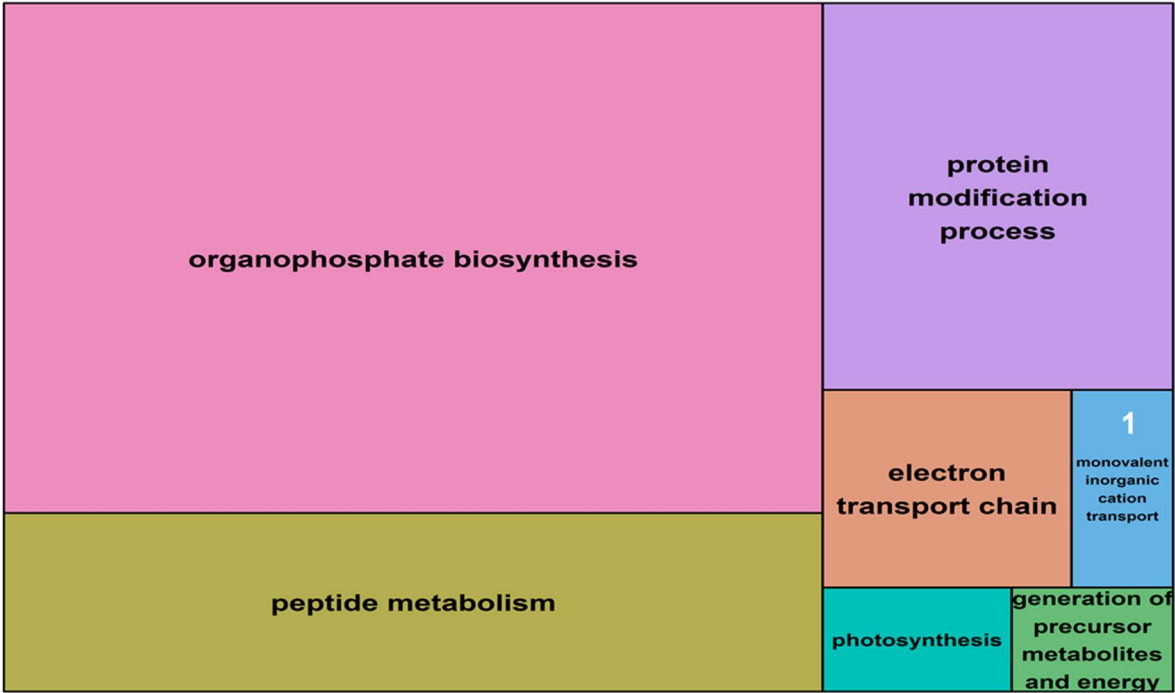 organophosphate biosynthesis
peptide metabolism
protein
modification
process
electron
transport chain
1
monovalent
inorganic
cation
transport
photosynthesis
generation of
precursor
metabolites
and energy